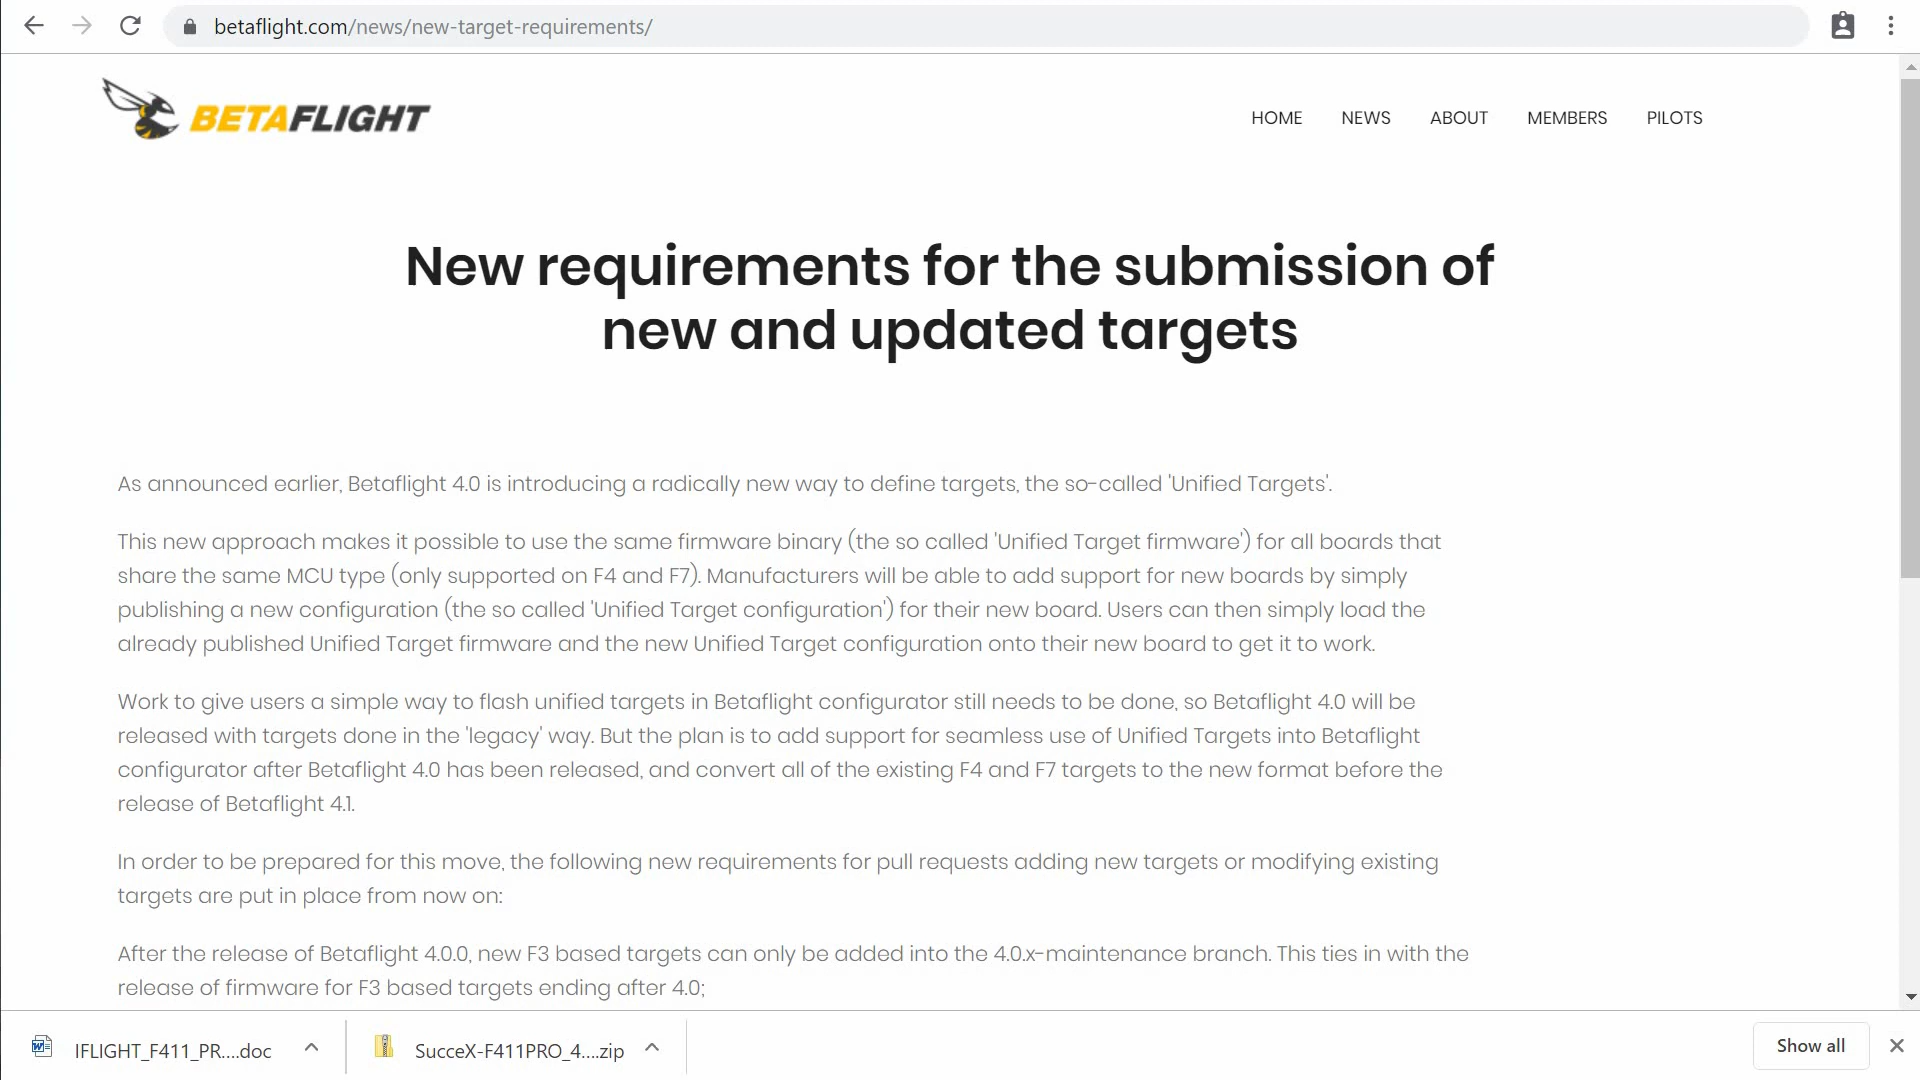 betaflight.com/news/new-target-requirements/
BETAFLIGHT
HOME NEWS ABOUT MEMBERS PILOTS
New requirements for the submission of
new and updated targets
As announced earlier, Betaflight 4.0 is introducing a radically new way to define targets, the so-called 'Unified Targets'.
This new approach makes it possible to use the same firmware binary (the so called 'Unified Target firmware') for all boards that
share the same MCU type (only supported on F4 and F7). Manufacturers will be able to add support for new boards by simply
publishing a new configuration (the so called 'Unified Target configuration') for their new board. Users can then simply load the
already published Unified Target firmware and the new Unified Target configuration onto their new board to get it to work.
Work to give users a simple way to flash unified targets in Betaflight configurator still needs to be done, so Betaflight 4.0 will be
released with targets done in the 'legacy' way. But the plan is to add support for seamless use of Unified Targets into Betaflight
configurator after Betaflight 4.0 has been released, and convert all of the existing F4 and F7 targets to the new format before the
release of Betaflight 4.1.
In order to be prepared for this move, the following new requirements for pull requests adding new targets or modifying existing
targets are put in place from now on:
After the release of Betaflight 4.0.0, new F3 based targets can only be added into the 4.0.x-maintenance branch. This ties in with the
release of firmware for F3 based targets ending after 4.0;
IFLIGHT_F411_PR....doc
SucceX-F411PRO_4....zip
Show all